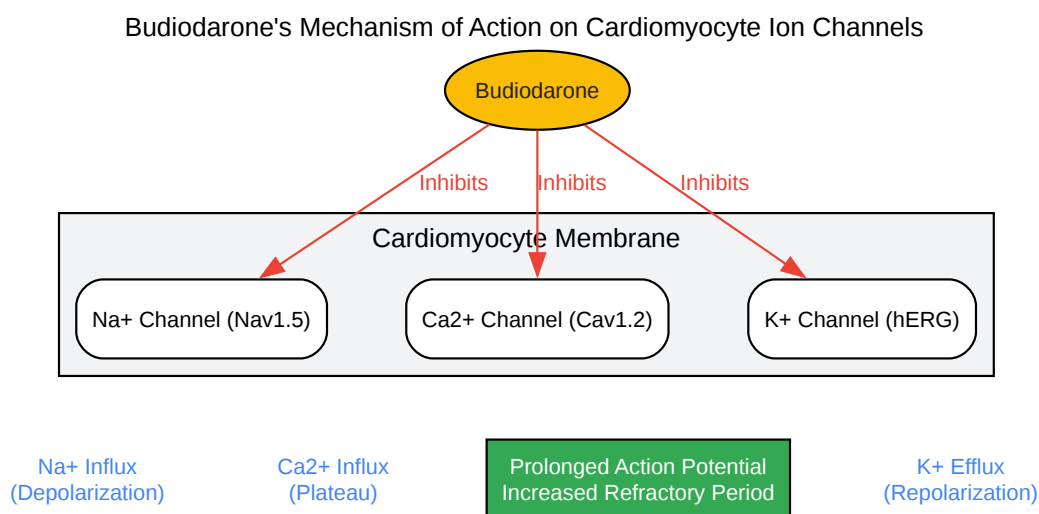 Budiodarone's Mechanism of Action on Cardiomyocyte Ion Channels
Budiodarone
Inhibits
Inhibits
Inhibits
Cardiomyocyte Membrane
Na+ Channel (Nav1.5)
Ca2+ Channel (Cav1.2)
K+ Channel (hERG)
Na+ Influx
(Depolarization)
Ca2+ Influx
(Plateau)
Prolonged Action Potential
Increased Refractory Period
K+ Efflux
(Repolarization)